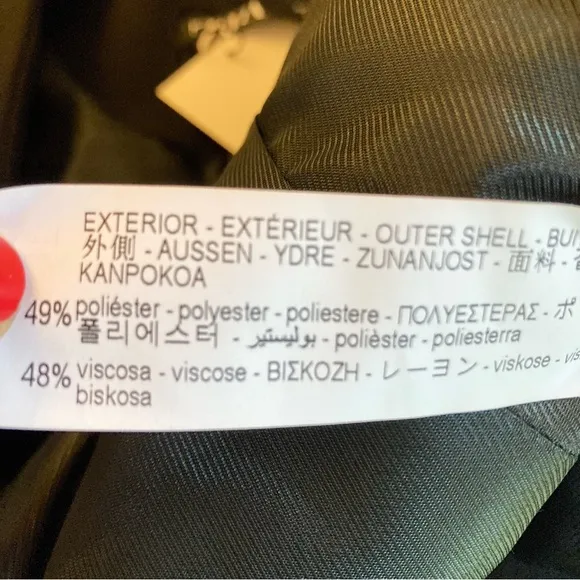 EXTERIOR - EXTÉRIEUR - OUTER SHELL -
外側 - AUSSEN - YDRE - ZUNANJOST - 面料 -
KANPOKOA
49% poliéster - polyester - poliestere - ΠΟΛΥΕΣΤΕΡΑΣ - ポ
폴리에스터 - بوليستير - polièster - poliesterra
48% viscosa - viscose - ΒΙΣΚΟΖΗ - レーヨン - viskose -
biskosa